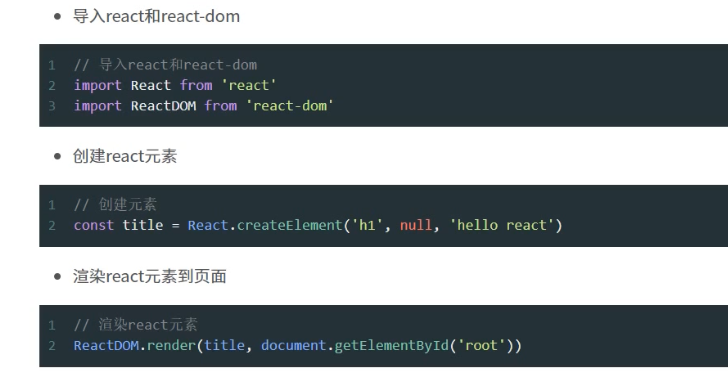 导入react和react-dom
1 // 导入react和react-dom
2 import React from 'react'
3 import ReactDOM from 'react-dom'
创建react元素
1 // 创建元素
2 const title = React.createElement('h1', null, 'hello react')
渲染react元素到页面
1 // 渲染react元素
2 ReactDOM.render(title, document.getElementById('root'))